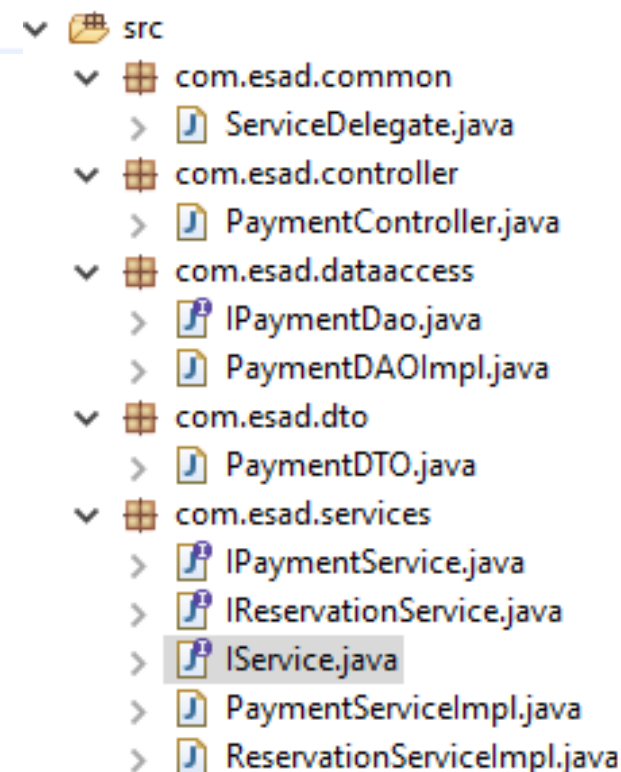 src
com.esad.common
ServiceDelegate.java
com.esad.controller
PaymentController.java
com.esad.dataaccess
IPaymentDao.java
PaymentDAOImpl.java
com.esad.dto
PaymentDTO.java
com.esad.services
IPaymentService.java
IReservationService.java
IService.java
PaymentServiceImpl.java
ReservationServiceImpl.java